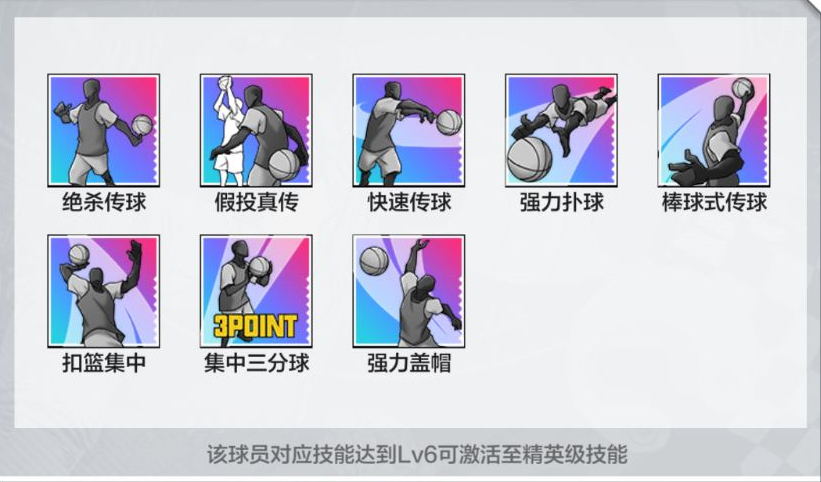 绝杀传球
假投真传
快速传球
强力扑球
棒球式传球
3POINT
扣篮集中
集中三分球
强力盖帽
该球员对应技能达到Lv6可激活至精英级技能